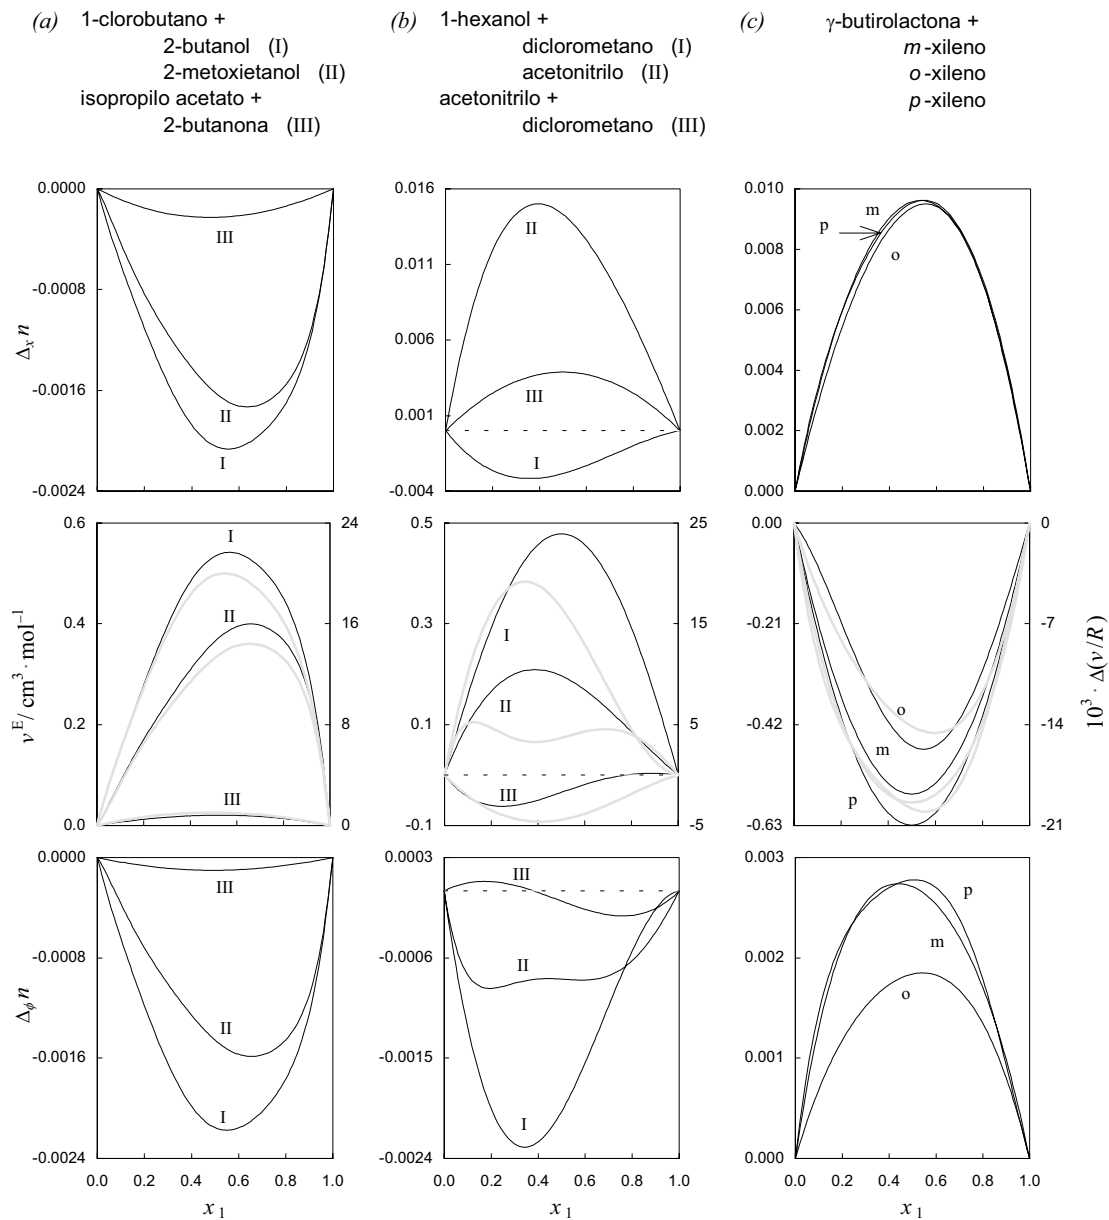 (a) 1-clorobutano +
2-butanol (I)
2-metoxietanol (II)
isopropilo acetato +
2-butanona (III)
(b) 1-hexanol +
diclorometano (I)
acetonitrilo (II)
acetonitrilo +
diclorometano (III)
(c) γ-butirolactona +
m-xileno
o-xileno
p-xileno
Δₓ n
0.0000
-0.0008
-0.0016
-0.0024
III
II
I
0.016
0.011
0.006
0.001
-0.004
II
III
I
0.010
0.008
0.006
0.004
0.002
0.000
m
p
o
v^E / cm³ · mol⁻¹
0.6
0.4
0.2
0.0
I
II
III
24
16
8
0
0.5
0.3
0.1
-0.1
I
II
III
25
15
5
-5
0.00
-0.21
-0.42
-0.63
o
m
p
0
-7
-14
-21
10³ · Δ(v/R)
Δ_ϕ n
0.0000
-0.0008
-0.0016
-0.0024
III
II
I
0.0 0.2 0.4 0.6 0.8 1.0
x₁
0.0003
-0.0006
-0.0015
-0.0024
III
II
I
0.0 0.2 0.4 0.6 0.8 1.0
x₁
0.003
0.002
0.001
0.000
p
m
o
0.0 0.2 0.4 0.6 0.8 1.0
x₁